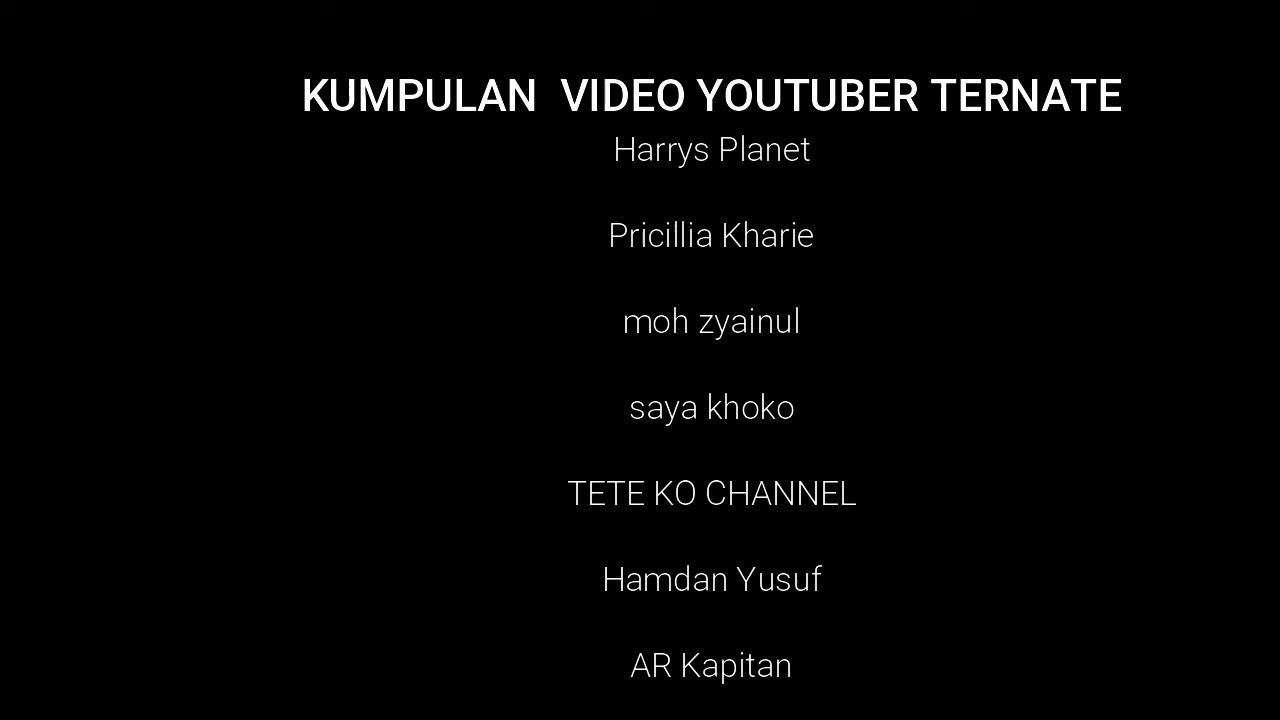 KUMPULAN  VIDEO YOUTUBER TERNATE
Harrys Planet
Pricillia Kharie
moh zyainul
saya khoko
TETE KO CHANNEL
Hamdan Yusuf
AR Kapitan